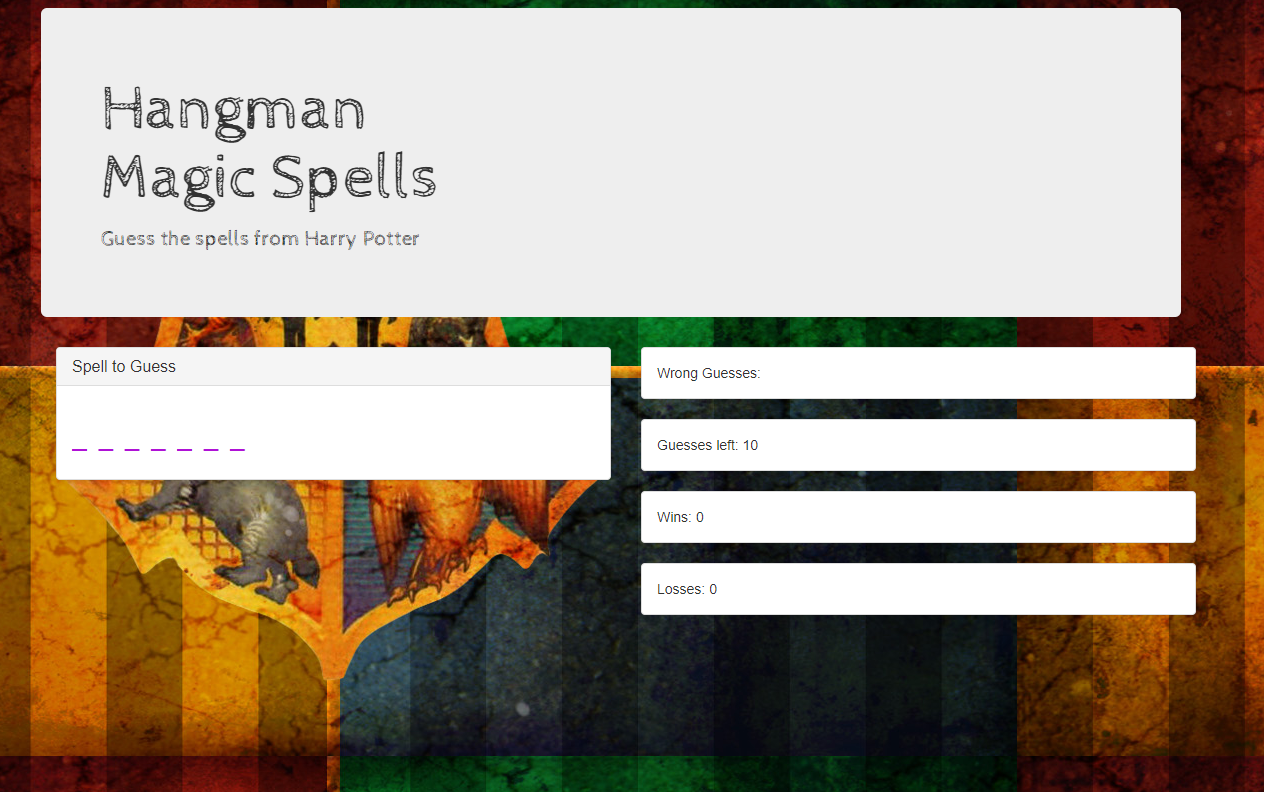 Hangman
Magic Spells
Guess the spells from Harry Potter
Spell to Guess
_ _ _ _ _ _ _
Wrong Guesses:
Guesses left: 10
Wins: 0
Losses: 0